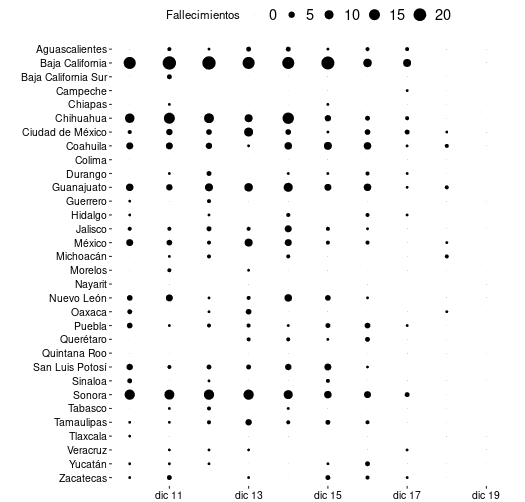 Fallecimientos 0 5 10 15 20
Aguascalientes
Baja California
Baja California Sur
Campeche
Chiapas
Chihuahua
Ciudad de México
Coahuila
Colima
Durango
Guanajuato
Guerrero
Hidalgo
Jalisco
México
Michoacán
Morelos
Nayarit
Nuevo León
Oaxaca
Puebla
Querétaro
Quintana Roo
San Luis Potosí
Sinaloa
Sonora
Tabasco
Tamaulipas
Tlaxcala
Veracruz
Yucatán
Zacatecas
dic 11 dic 13 dic 15 dic 17 dic 19